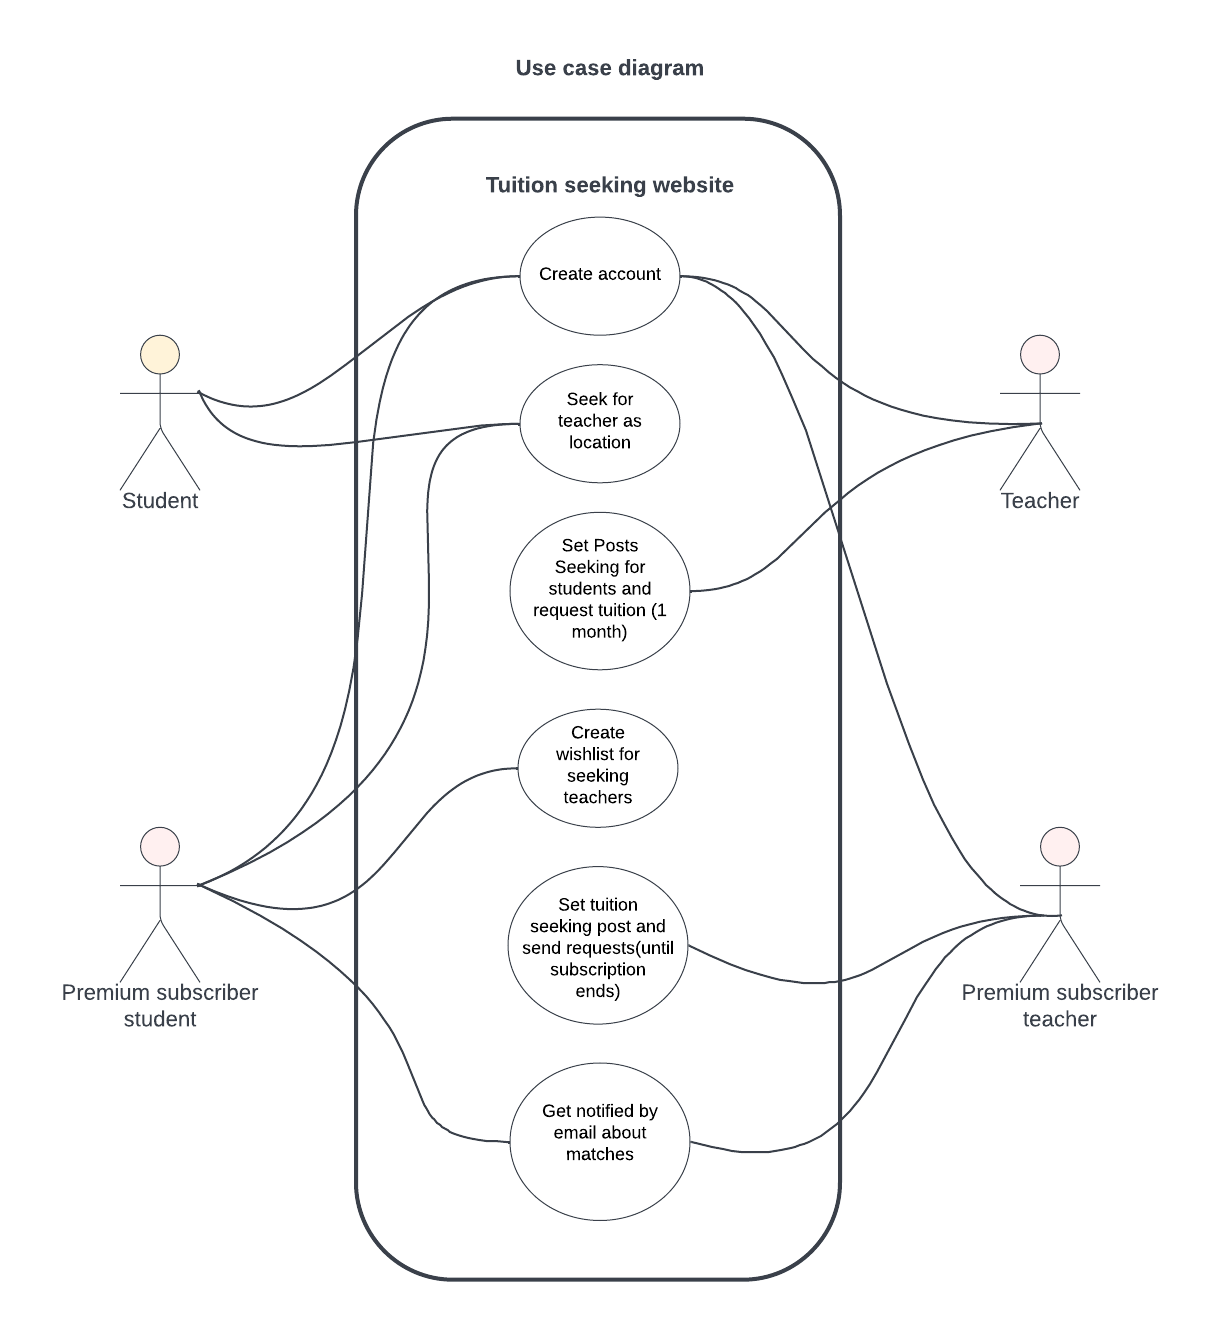 Use case diagram
Tuition seeking website
Create account
Seek for
teacher as
location
Student
Teacher
Set Posts
Seeking for
students and
request tuition (1
month)
Create
wishlist for
seeking
teachers
Set tuition
seeking post and
send requests(until
subscription
ends)
Premium subscriber
student
Premium subscriber
teacher
Get notified by
email about
matches